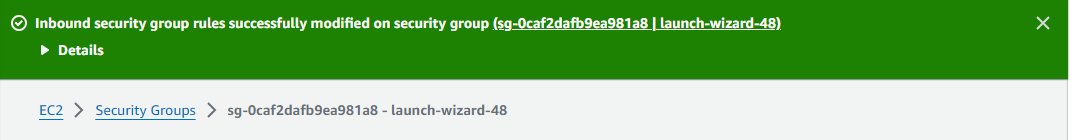 Inbound security group rules successfully modified on security group (sg-0caf2dafb9ea981a8 | launch-wizard-48)
Details
EC2 > Security Groups > sg-0caf2dafb9ea981a8 - launch-wizard-48